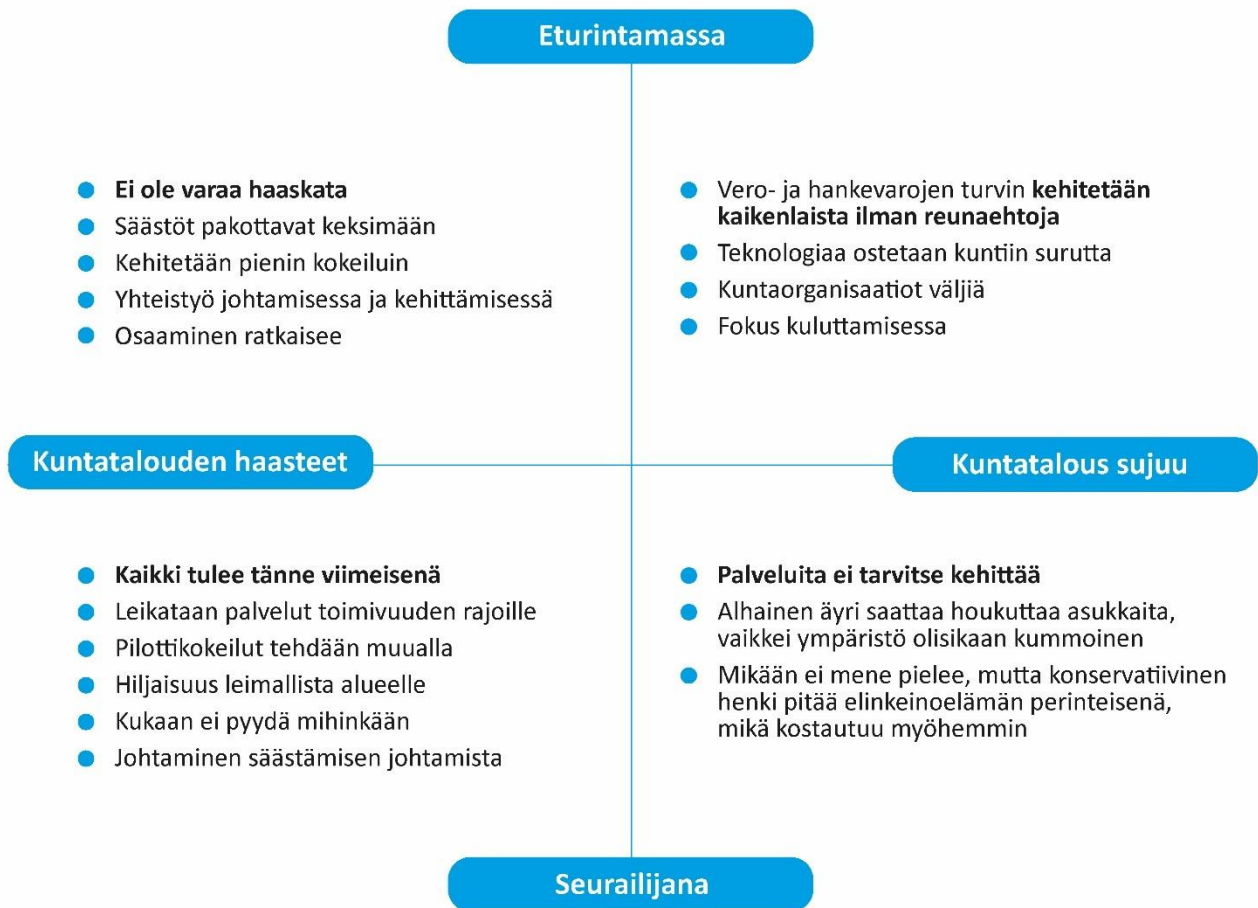 Eturintamassa
Ei ole varaa haaskata
Säästöt pakottavat keksimään
Kehitetään pienin kokeiluin
Yhteistyö johtamisessa ja kehittämisessä
Osaaminen ratkaisee
Vero- ja hankevarojen turvin kehitetään
kaikenlaista ilman reunaehtoja
Teknologiaa ostetaan kuntiin surutta
Kuntaorganisaatiot väljiä
Fokus kuluttamisessa
Kuntatalouden haasteet
Kuntatalous sujuu
Kaikki tulee tänne viimeisenä
Leikataan palvelut toimivuuden rajoille
Pilottikokeilut tehdään muualla
Hiljaisuus leimallista alueelle
Kukaan ei pyydä mihinkään
Johtaminen säästämisen johtamista
Palveluita ei tarvitse kehittää
Alhainen äyri saattaa houkuttaa asukkaita,
vaikkei ympäristö olisikaan kummoinen
Mikään ei mene pielee, mutta konservatiivinen
henki pitää elinkeinoelämän perinteisenä,
mikä kostautuu myöhemmin
Seurailijana